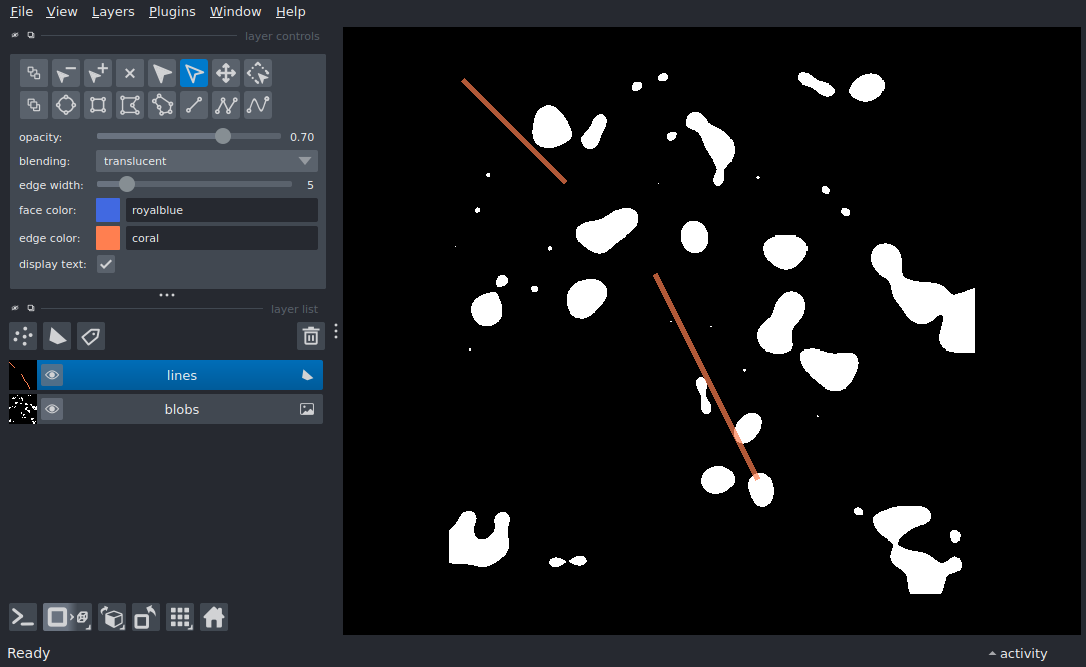 File View Layers Plugins Window Help
layer controls
opacity: 0.70
blending: translucent
edge width: 5
face color: royalblue
edge color: coral
display text:
layer list
lines
blobs
Ready
activity